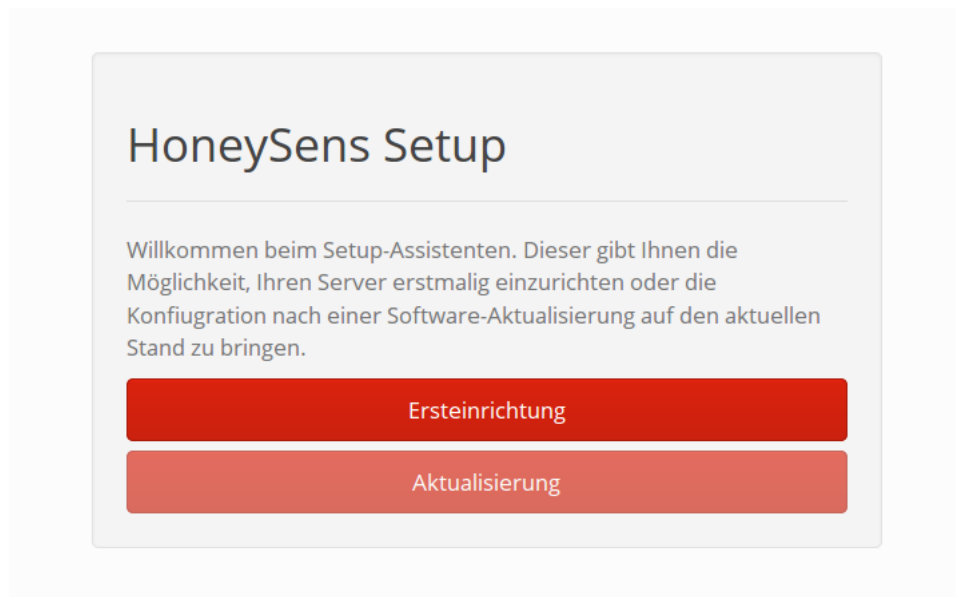 HoneySens Setup
Willkommen beim Setup-Assistenten. Dieser gibt Ihnen die
Möglichkeit, Ihren Server erstmalig einzurichten oder die
Konfiugration nach einer Software-Aktualisierung auf den aktuellen
Stand zu bringen.
Ersteinrichtung
Aktualisierung